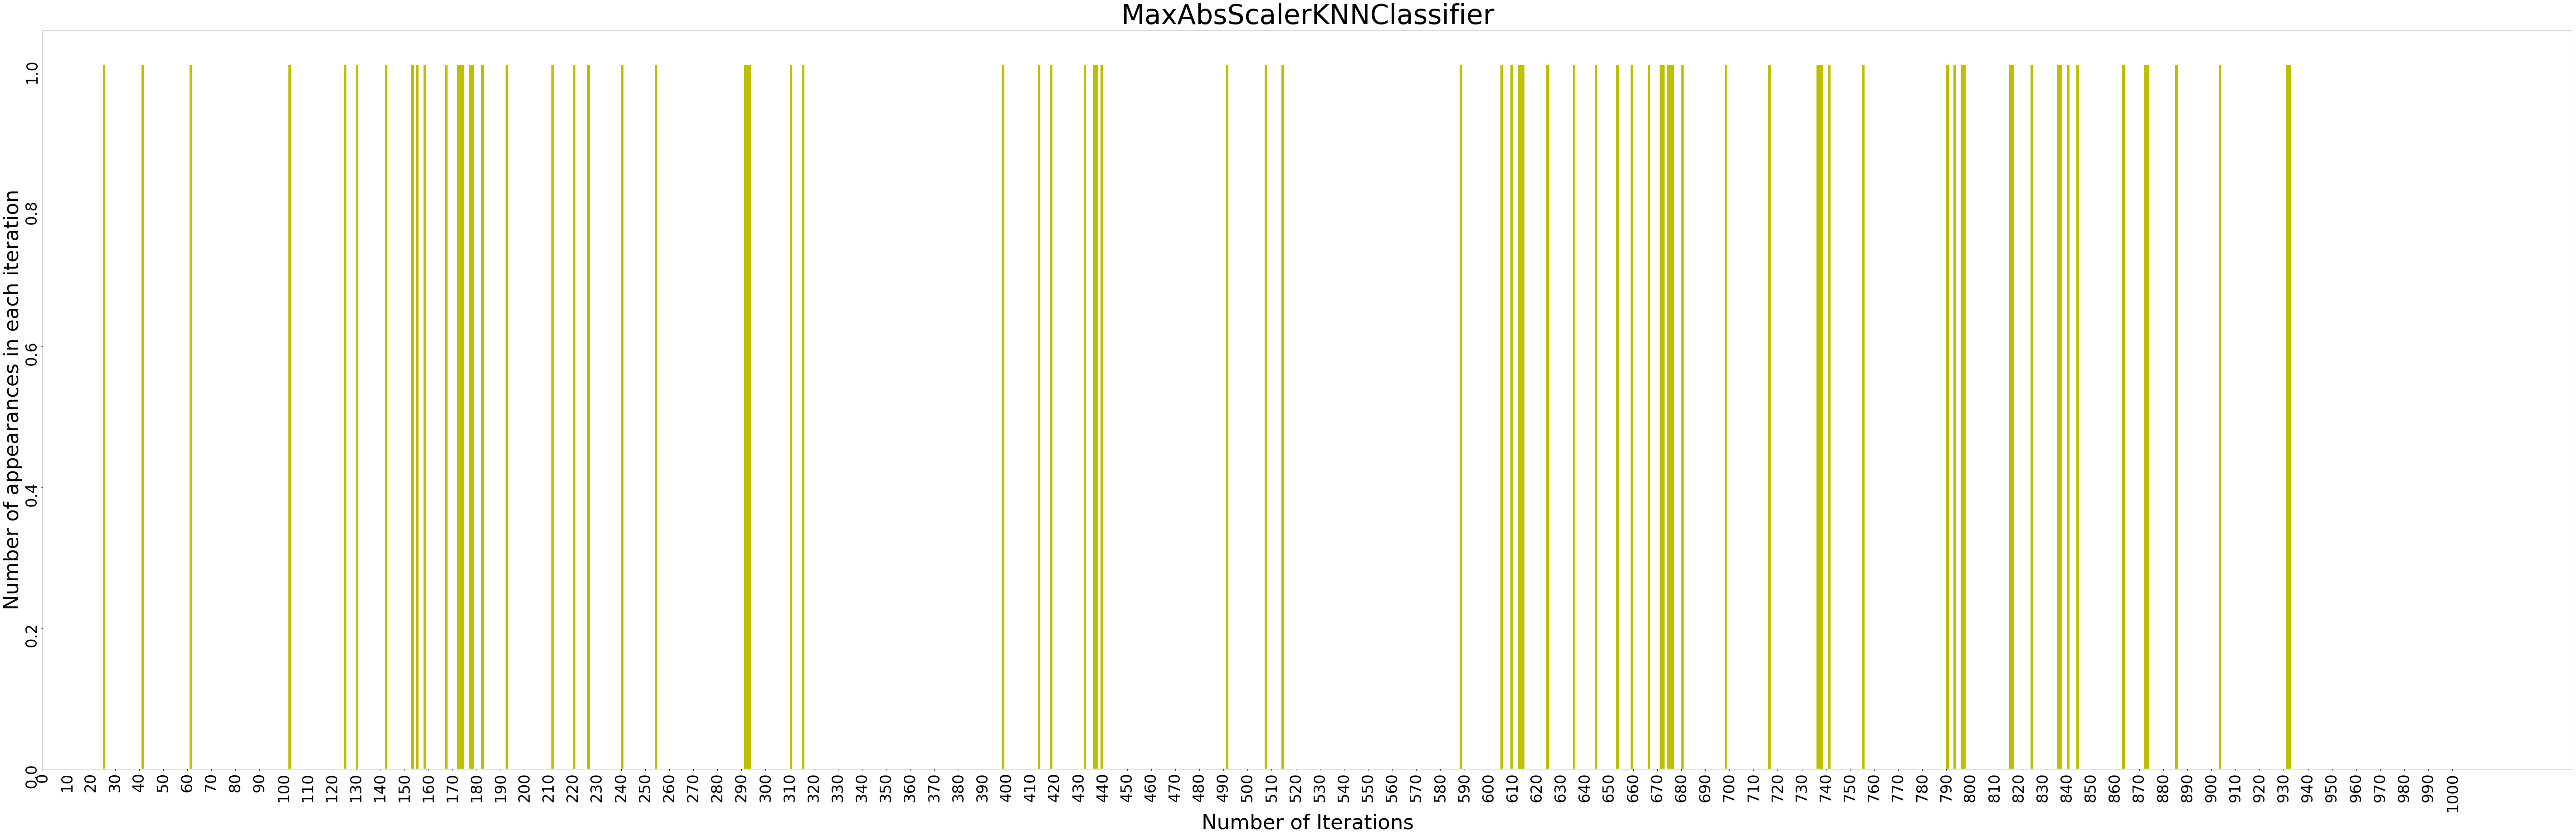 MaxAbsScalerKNNClassifier
Number of appearances in each iteration
1.0
0.8
0.6
0.4
0.2
0.0
0 10 20 30 40 50 60 70 80 90 100 110 120 130 140 150 160 170 180 190 200 210 220 230 240 250 260 270 280 290 300 310 320 330 340 350 360 370 380 390 400 410 420 430 440 450 460 470 480 490 500 510 520 530 540 550 560 570 580 590 600 610 620 630 640 650 660 670 680 690 700 710 720 730 740 750 760 770 780 790 800 810 820 830 840 850 860 870 880 890 900 910 920 930 940 950 960 970 980 990 1000
Number of Iterations